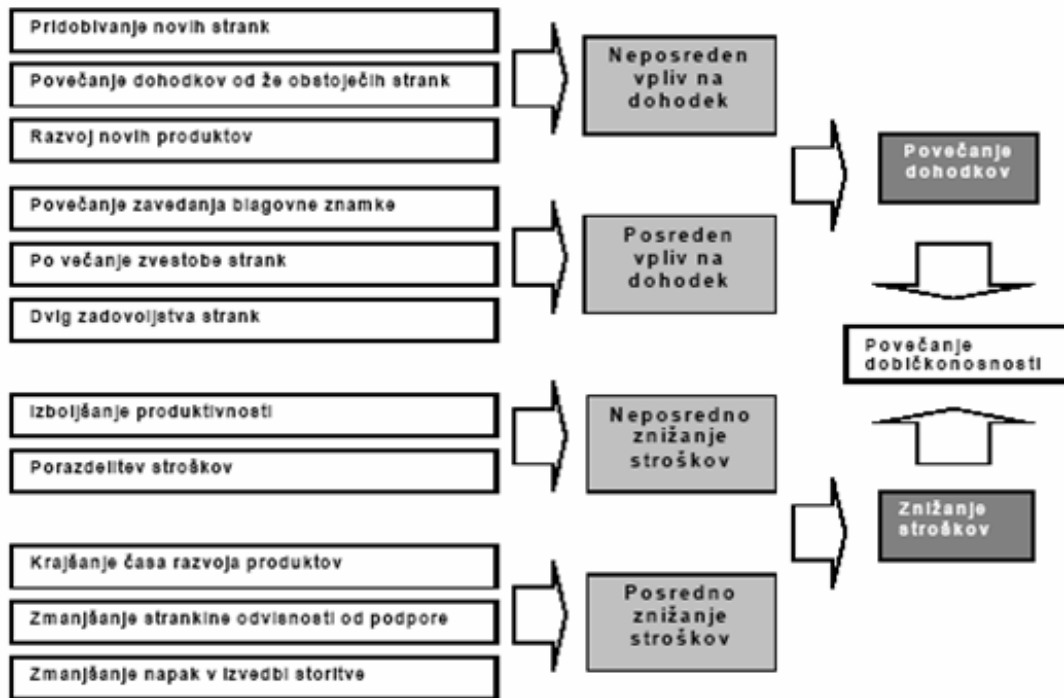 Pridobivanje novih strank
Povečanje dohodkov od že obstoječih strank
Razvoj novih produktov
Neposreden
vpliv na
dohodek
Povečanje zavedanja blagovne znamke
Po večanje zvestobe strank
Dvig zadovoljstva strank
Posreden
vpliv na
dohodek
Povečanje
dohodkov
Povečanje
dobičkonosnosti
Izboljšanje produktivnosti
Porazdelitev stroškov
Neposredno
znižanje
stroškov
Krajšanje časa razvoja produktov
Zmanjšanje strankine odvisnosti od podpore
Zmanjšanje napak v izvedbi storitve
Posredno
znižanje
stroškov
Znižanje
stroškov